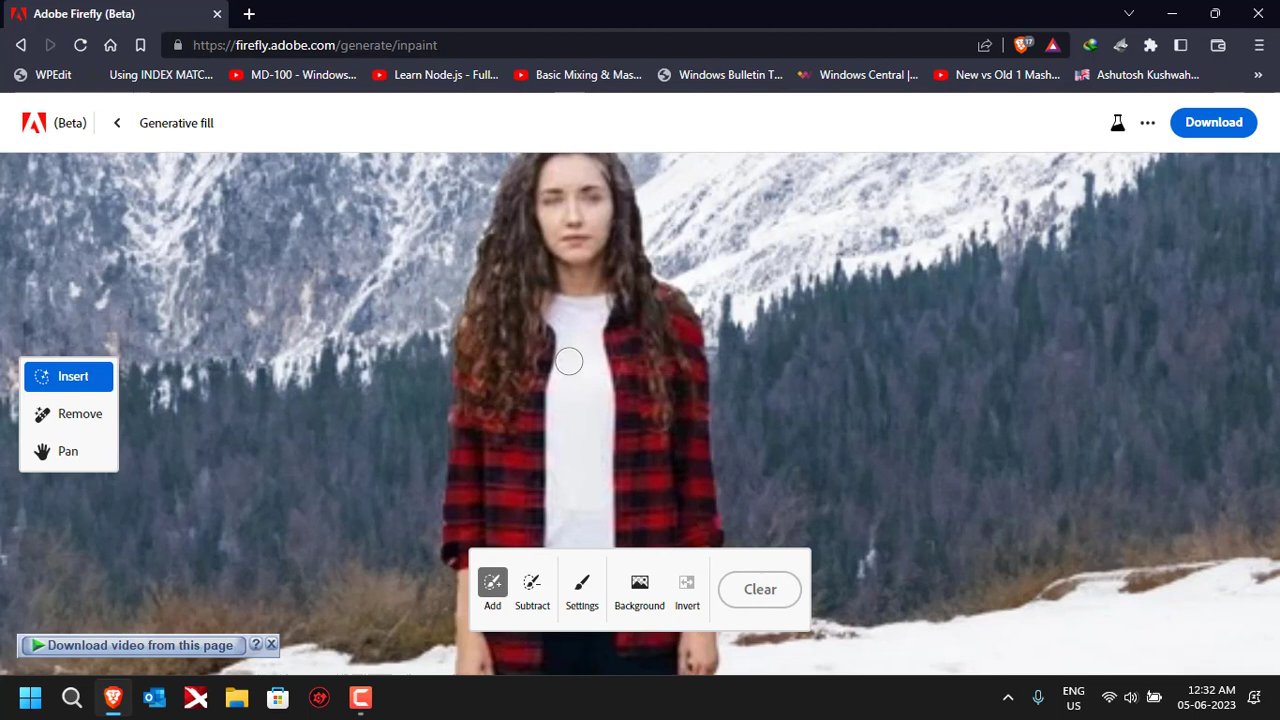 Adobe Firefly (Beta)
https://firefly.adobe.com/generate/inpaint
17
WPEdit
Using INDEX MATC...
MD-100 - Windows...
Learn Node.js - Full...
Basic Mixing & Mas...
Windows Bulletin T...
Windows Central |...
New vs Old 1 Mash...
Ashutosh Kushwah...
(Beta)
Generative fill
Download
Insert
Remove
Pan
Add
Subtract
Settings
Background
Invert
Clear
Download video from this page
ENG
US
12:32 AM
05-06-2023